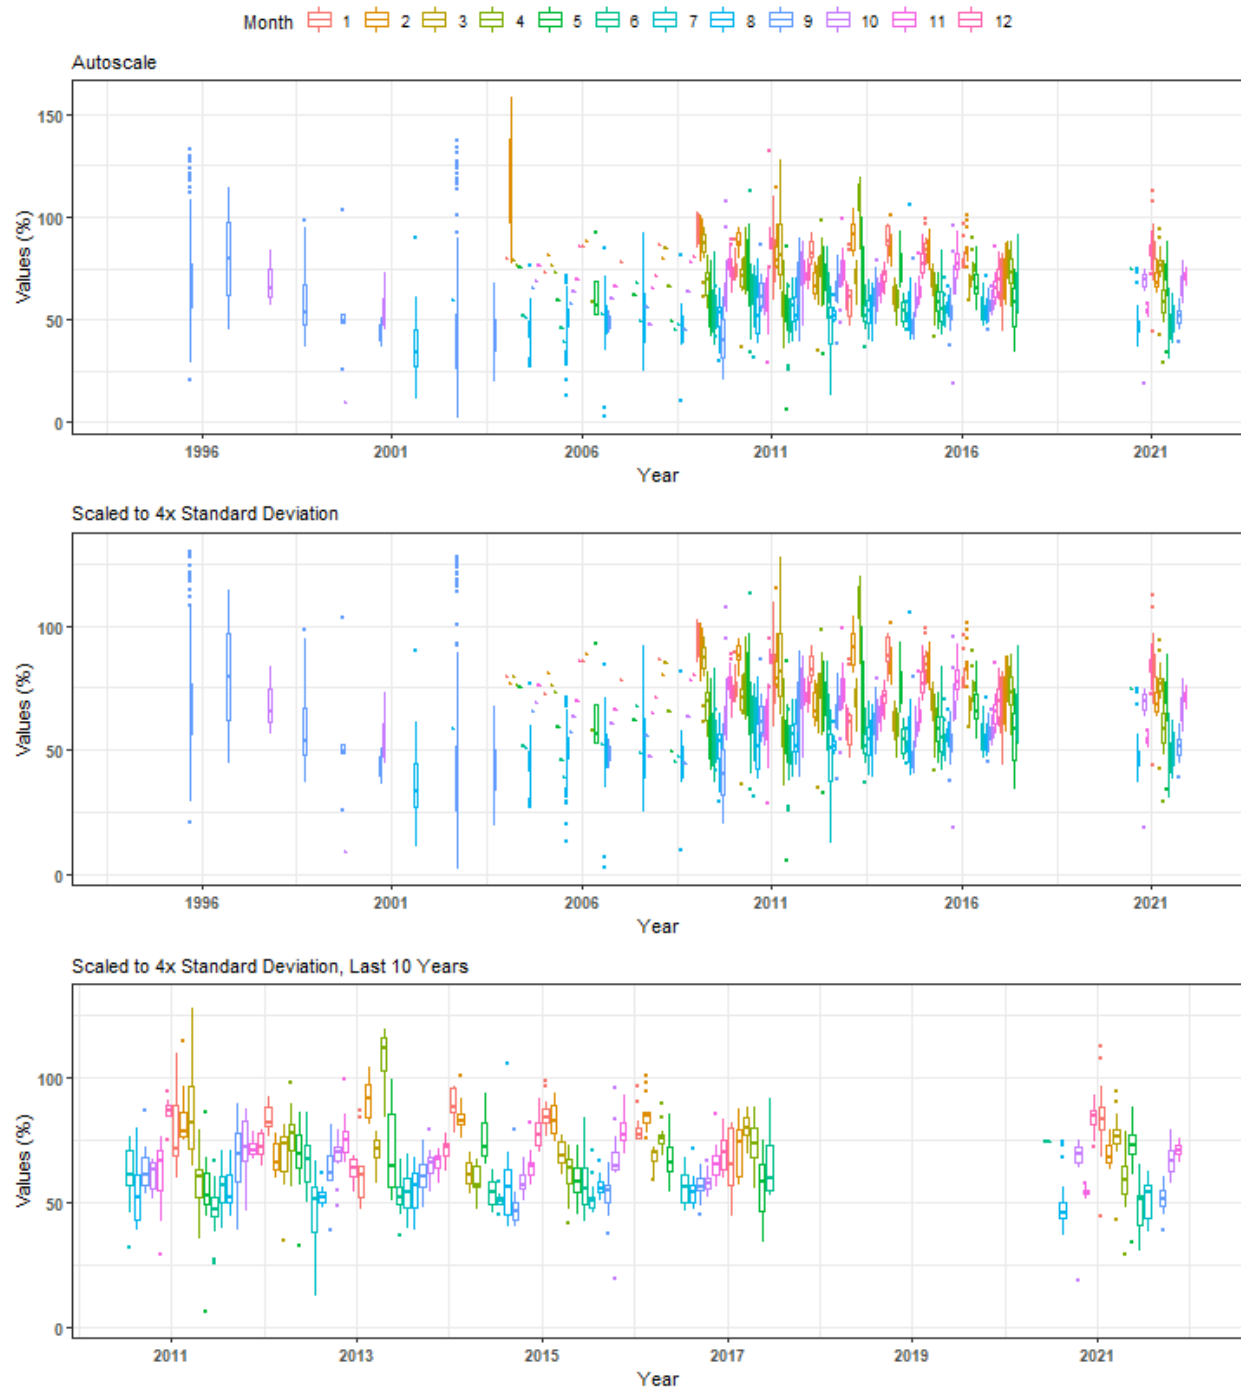 Month 1 2 3 4 5 6 7 8 9 10 11 12
Autoscale
150
100
50
0
Values (%)
1996 2001 2006 2011 2016 2021
Year
Scaled to 4x Standard Deviation
100
50
0
Values (%)
1996 2001 2006 2011 2016 2021
Year
Scaled to 4x Standard Deviation, Last 10 Years
100
50
0
Values (%)
2011 2013 2015 2017 2019 2021
Year